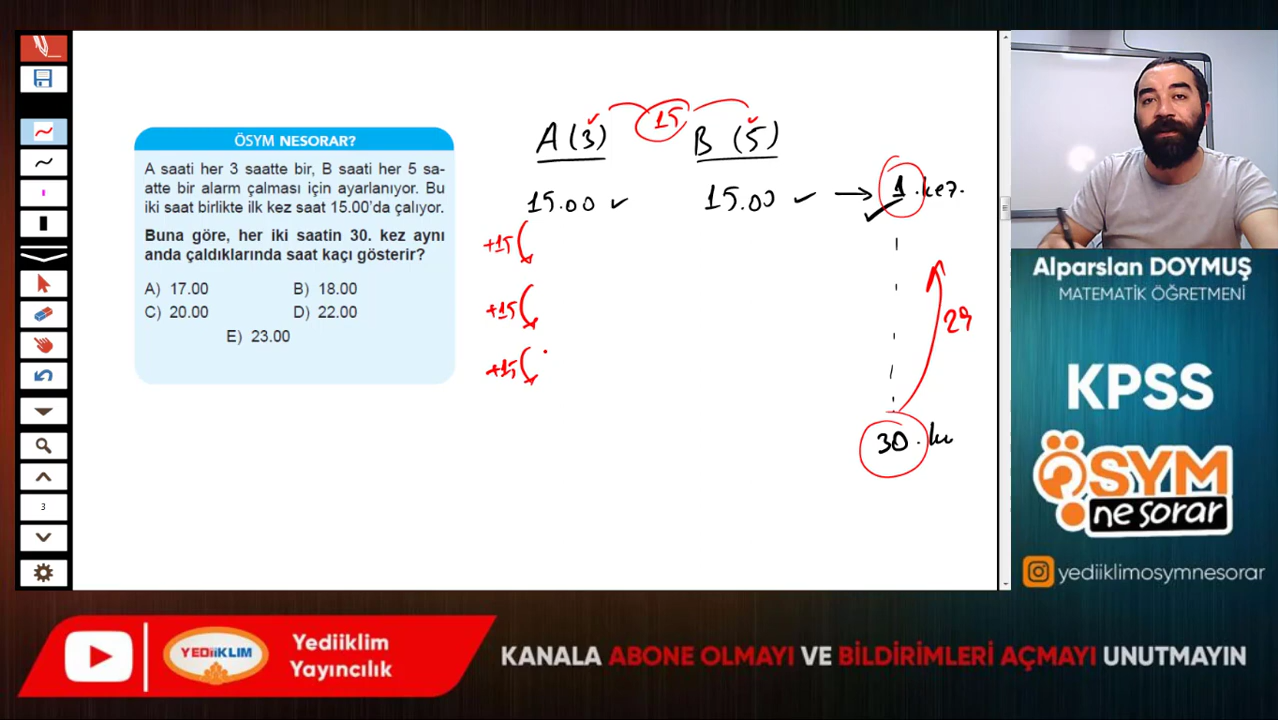 ÖSYM NESORAR?
A saati her 3 saatte bir, B saati her 5 sa-
atte bir alarm çalması için ayarlanıyor. Bu
iki saat birlikte ilk kez saat 15.00'da çalıyor.
Buna göre, her iki saatin 30. kez aynı
anda çaldıklarında saat kaçı gösterir?
A) 17.00 B) 18.00
C) 20.00 D) 22.00
E) 23.00
A (3) 15 B (5)
15.00 15.00 1. kez.
+15
+15
+15
29
30.
3
Alparslan DOYMUŞ
MATEMATİK ÖĞRETMENİ
KPSS
ÖSYM
ne sorar
yediiklimosymnesorar
YEDİİKLİM
Yediiklim
Yayıncılık
KANALA ABONE OLMAYI VE BİLDİRİMLERİ AÇMAYI UNUTMAYIN